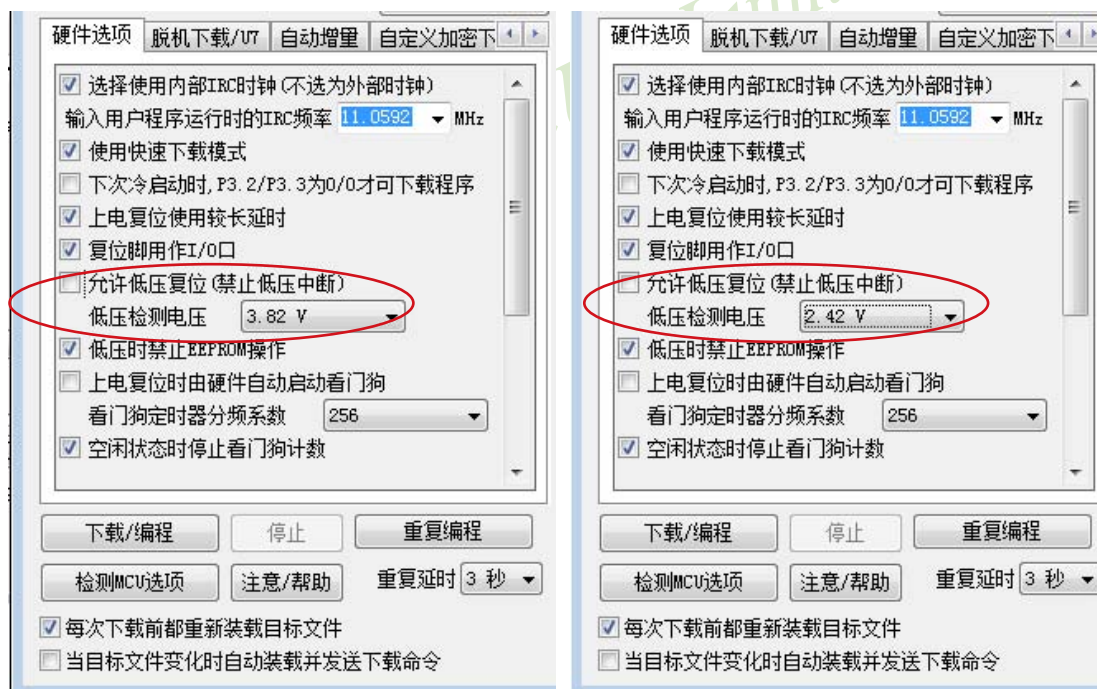 硬件选项 脱机下载/U7 自动增量 自定义加密下
选择使用内部IRC时钟(不选为外部时钟)
输入用户程序运行时的IRC频率 11.0592 MHz
使用快速下载模式
下次冷启动时,P3.2/P3.3为0/0才可下载程序
上电复位使用较长延时
复位脚用作I/O口
允许低压复位(禁止低压中断)
低压检测电压 3.82 V
低压时禁止EEPROM操作
上电复位时由硬件自动启动看门狗
看门狗定时器分频系数 256
空闲状态时停止看门狗计数
下载/编程 停止 重复编程
检测MCU选项 注意/帮助 重复延时 3 秒
每次下载前都重新装载目标文件
当目标文件变化时自动装载并发送下载命令
硬件选项 脱机下载/U7 自动增量 自定义加密下
选择使用内部IRC时钟(不选为外部时钟)
输入用户程序运行时的IRC频率 11.0592 MHz
使用快速下载模式
下次冷启动时,P3.2/P3.3为0/0才可下载程序
上电复位使用较长延时
复位脚用作I/O口
允许低压复位(禁止低压中断)
低压检测电压 2.42 V
低压时禁止EEPROM操作
上电复位时由硬件自动启动看门狗
看门狗定时器分频系数 256
空闲状态时停止看门狗计数
下载/编程 停止 重复编程
检测MCU选项 注意/帮助 重复延时 3 秒
每次下载前都重新装载目标文件
当目标文件变化时自动装载并发送下载命令